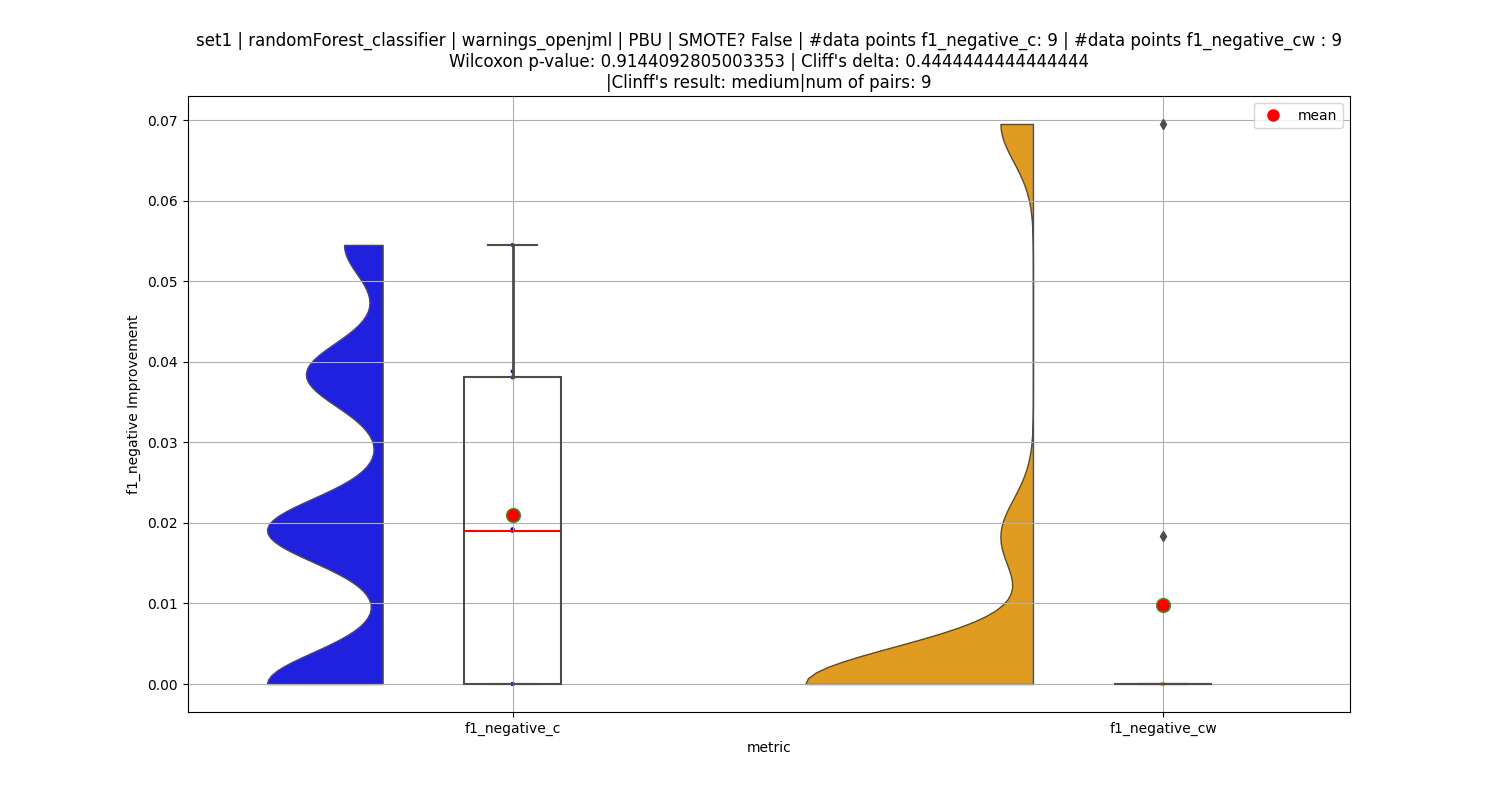 set1 | randomForest_classifier | warnings_openjml | PBU | SMOTE? False | #data points f1_negative_c: 9 | #data points f1_negative_cw : 9
Wilcoxon p-value: 0.9144092805003353 | Cliff's delta: 0.4444444444444444
|Clinff's result: medium|num of pairs: 9
mean
0.07
0.06
0.05
0.04
0.03
0.02
0.01
0.00
f1_negative Improvement
f1_negative_c
f1_negative_cw
metric